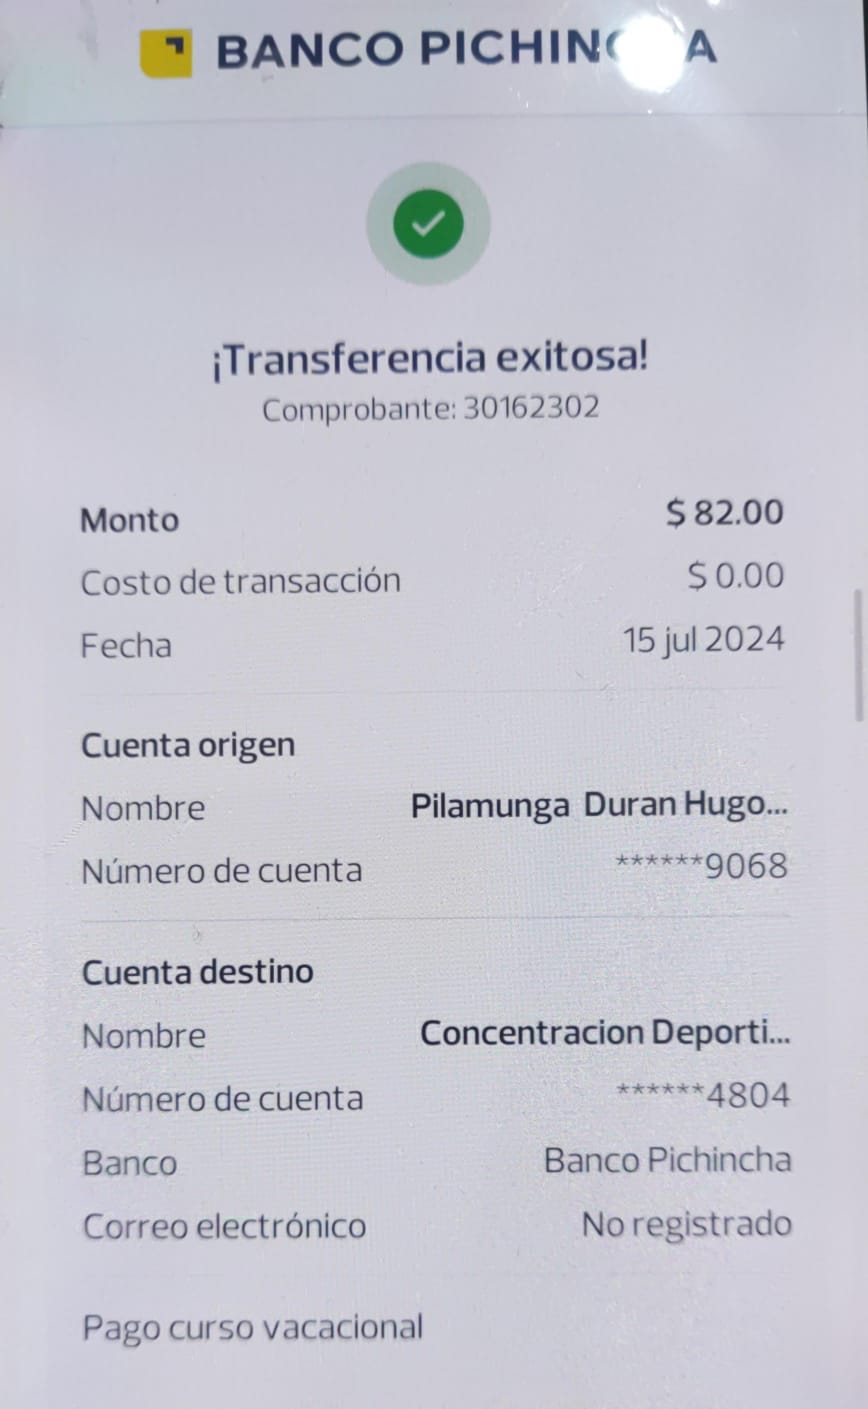 BANCO PICHINCHA
¡Transferencia exitosa!
Comprobante: 30162302
Monto $ 82.00
Costo de transacción $ 0.00
Fecha 15 jul 2024
Cuenta origen
Nombre Pilamunga Duran Hugo...
Número de cuenta ******9068
Cuenta destino
Nombre Concentracion Deporti...
Número de cuenta ******4804
Banco Banco Pichincha
Correo electrónico No registrado
Pago curso vacacional